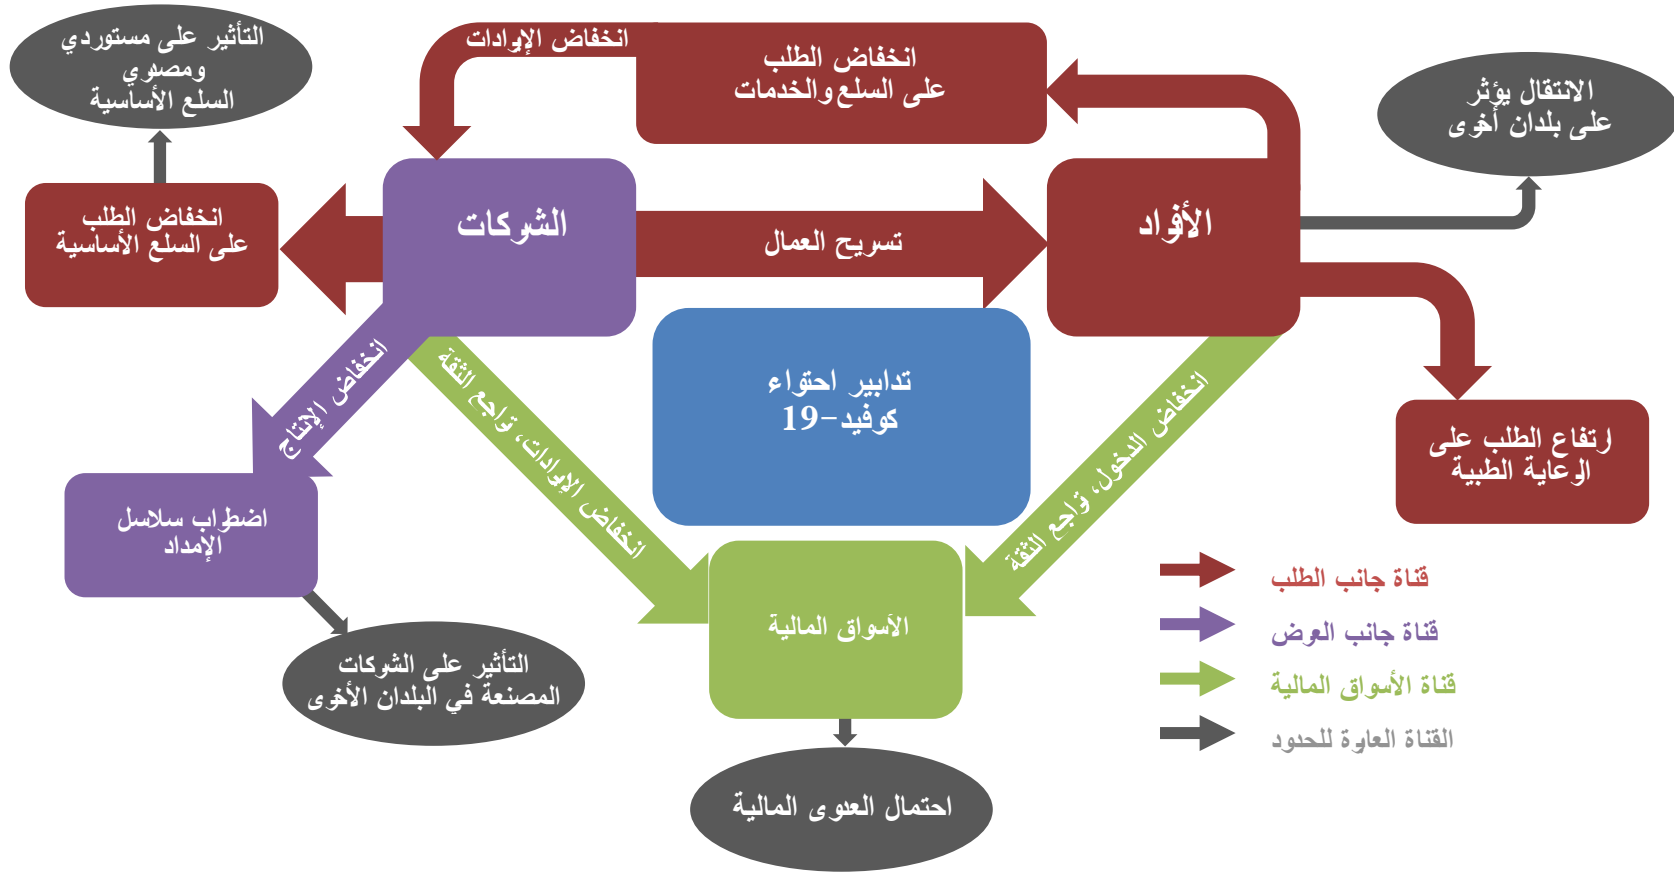 التأثير على مستوردي
ومصدري
السلع الأساسية
انخفاض الإيرادات
انخفاض الطلب
على السلع والخدمات
الانتقال يؤثر
على بلدان أخرى
انخفاض الطلب
على السلع الأساسية
الشركات
تسريح العمال
الأفراد
تدابير احتواء
كوفيد-19
انخفاض الإنتاج
انخفاض الإيرادات، تراجع الثقة
انخفاض الدخول، تراجع الثقة
ارتفاع الطلب على
الرعاية الطبية
اضطراب سلاسل
الإمداد
الأسواق المالية
التأثير على الشركات
المصنعة في البلدان الأخرى
احتمال العدوى المالية
قناة جانب الطلب
قناة جانب العرض
قناة الأسواق المالية
القناة العابرة للحدود